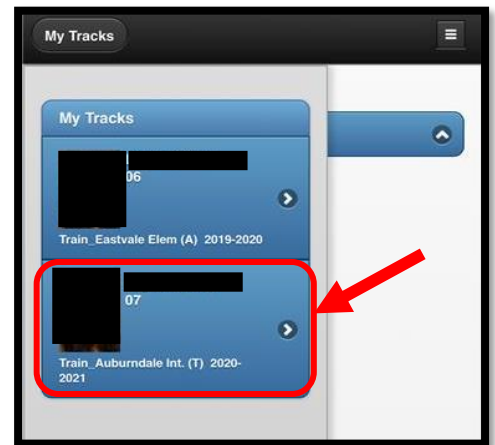 My Tracks
My Tracks
06
Train_Eastvale Elem (A) 2019-2020
07
Train_Auburndale Int. (T) 2020-
2021